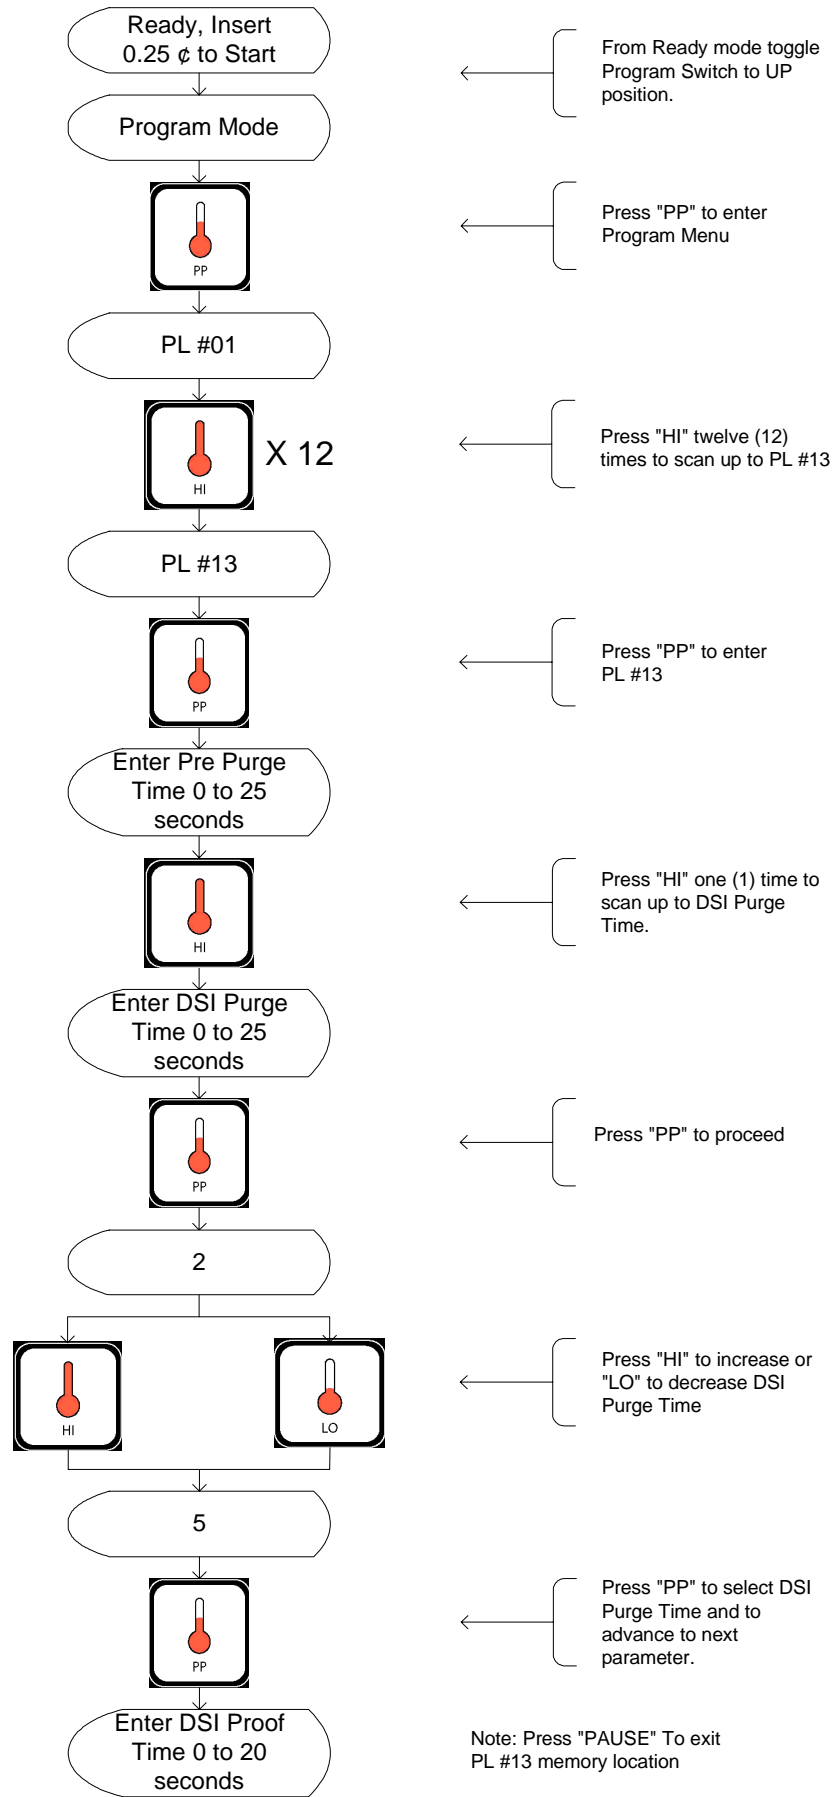 Ready, Insert
0.25 ¢ to Start
From Ready mode toggle
Program Switch to UP
position.
Program Mode
PP
Press "PP" to enter
Program Menu
PL #01
HI
X 12
Press "HI" twelve (12)
times to scan up to PL #13
PL #13
PP
Press "PP" to enter
PL #13
Enter Pre Purge
Time 0 to 25
seconds
HI
Press "HI" one (1) time to
scan up to DSI Purge
Time.
Enter DSI Purge
Time 0 to 25
seconds
PP
Press "PP" to proceed
2
HI
LO
Press "HI" to increase or
"LO" to decrease DSI
Purge Time
5
PP
Press "PP" to select DSI
Purge Time and to
advance to next
parameter.
Enter DSI Proof
Time 0 to 20
seconds
Note: Press "PAUSE" To exit
PL #13 memory location